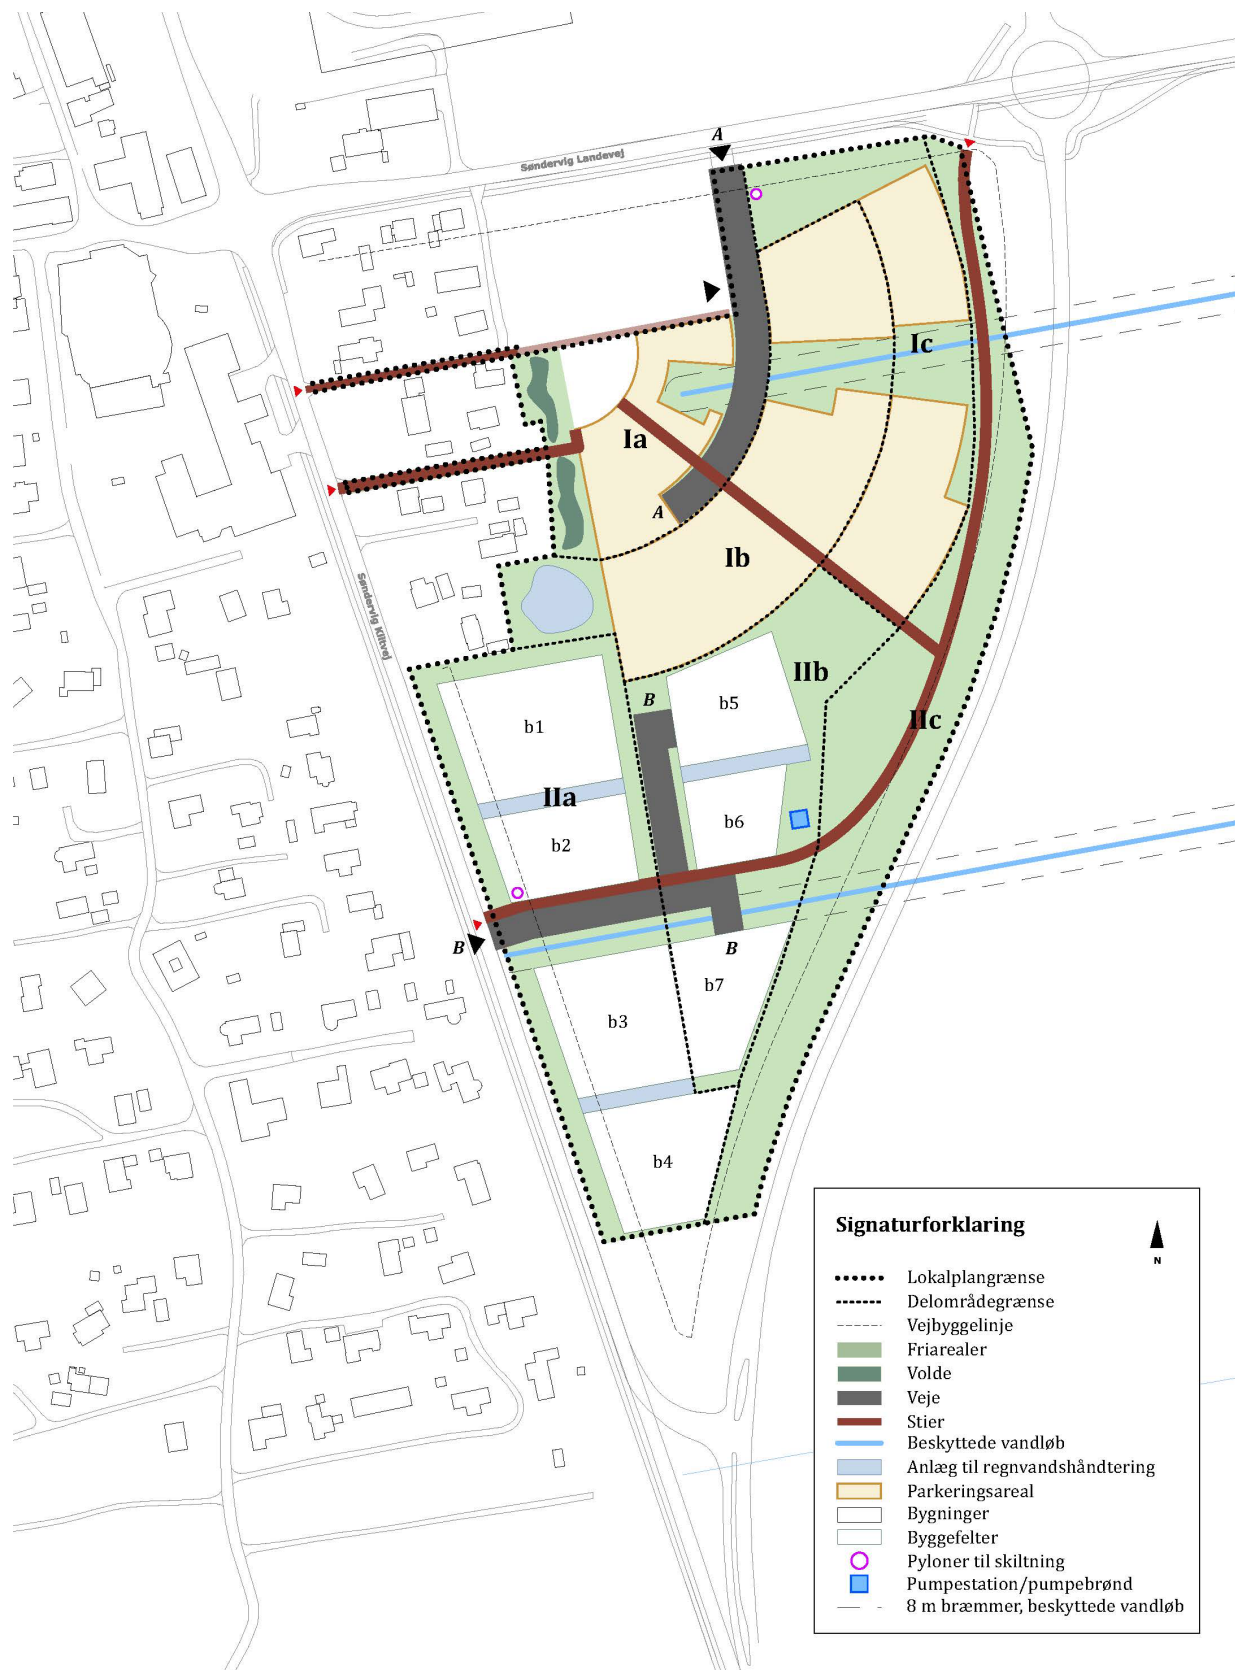 A
Søndervig Landevej
Ic
Ia
A
Ib
Søndervig Klitvej
IIb
B
b5
IIc
b1
IIa
b6
b2
B
B
b7
b3
b4
Signaturforklaring
N
Lokalplangrænse
Delområdegrænse
Vejbyggelinje
Friarealer
Volde
Veje
Stier
Beskyttede vandløb
Anlæg til regnvandshåndtering
Parkeringsareal
Bygninger
Byggefelter
Pyloner til skiltning
Pumpestation/pumpebrønd
8 m bræmmer, beskyttede vandløb